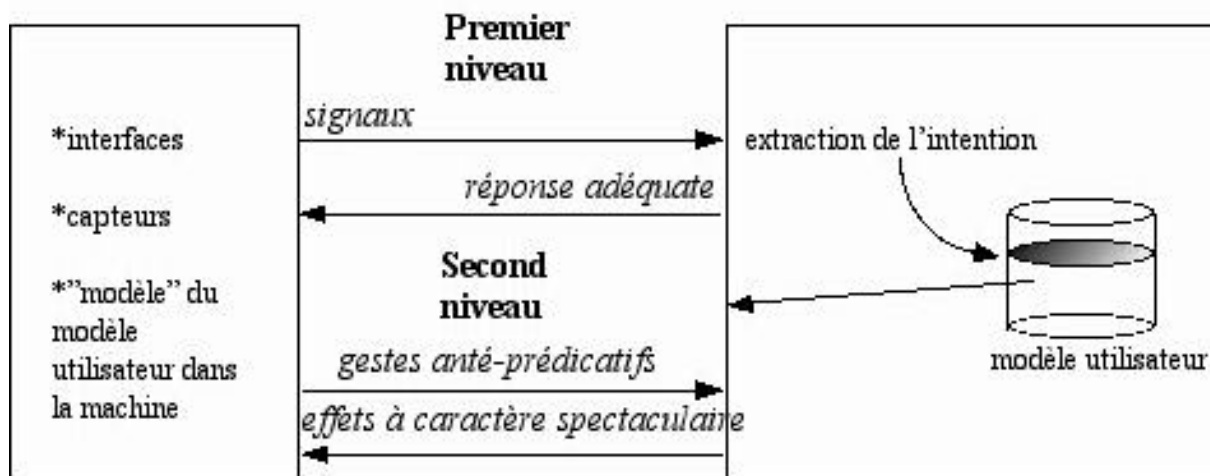 Premier
niveau
signaux
*interfaces
extraction de l'intention
réponse adéquate
*capteurs
Second
niveau
*"modèle" du
modèle
utilisateur dans
la machine
gestes anté-prédicatifs
modèle utilisateur
effets à caractère spectaculaire